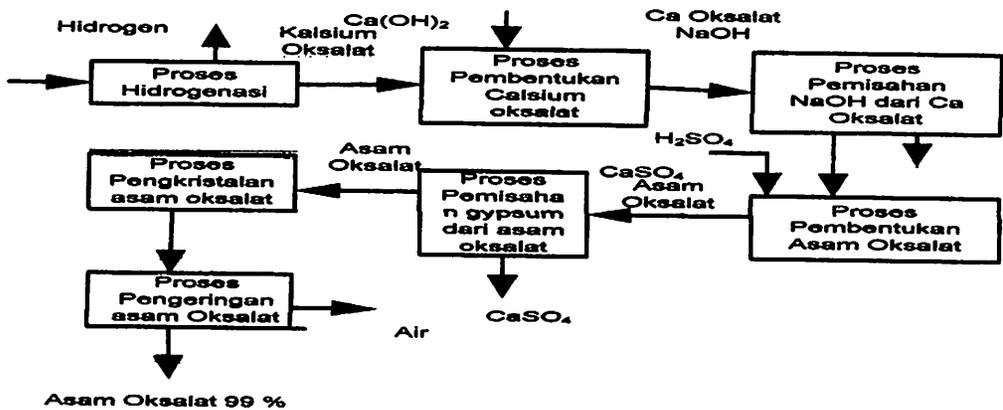 Hidrogen
Proses
Hidrogenasi
Kalsium
Oksalat
Ca(OH)₂
Proses
Pembentukan
Calsium
oksalat
Ca Oksalat
NaOH
Proses
Pemisahan
NaOH dari Ca
Oksalat
H₂SO₄
Proses
Pembentukan
Asam Oksalat
CaSO₄
Asam
Oksalat
Proses
Pemisaha
n gypsum
dari asam
oksalat
CaSO₄
Asam
Oksalat
Proses
Pengkristalan
asam oksalat
Proses
Pengeringan
asam Oksalat
Air
Asam Oksalat 99 %